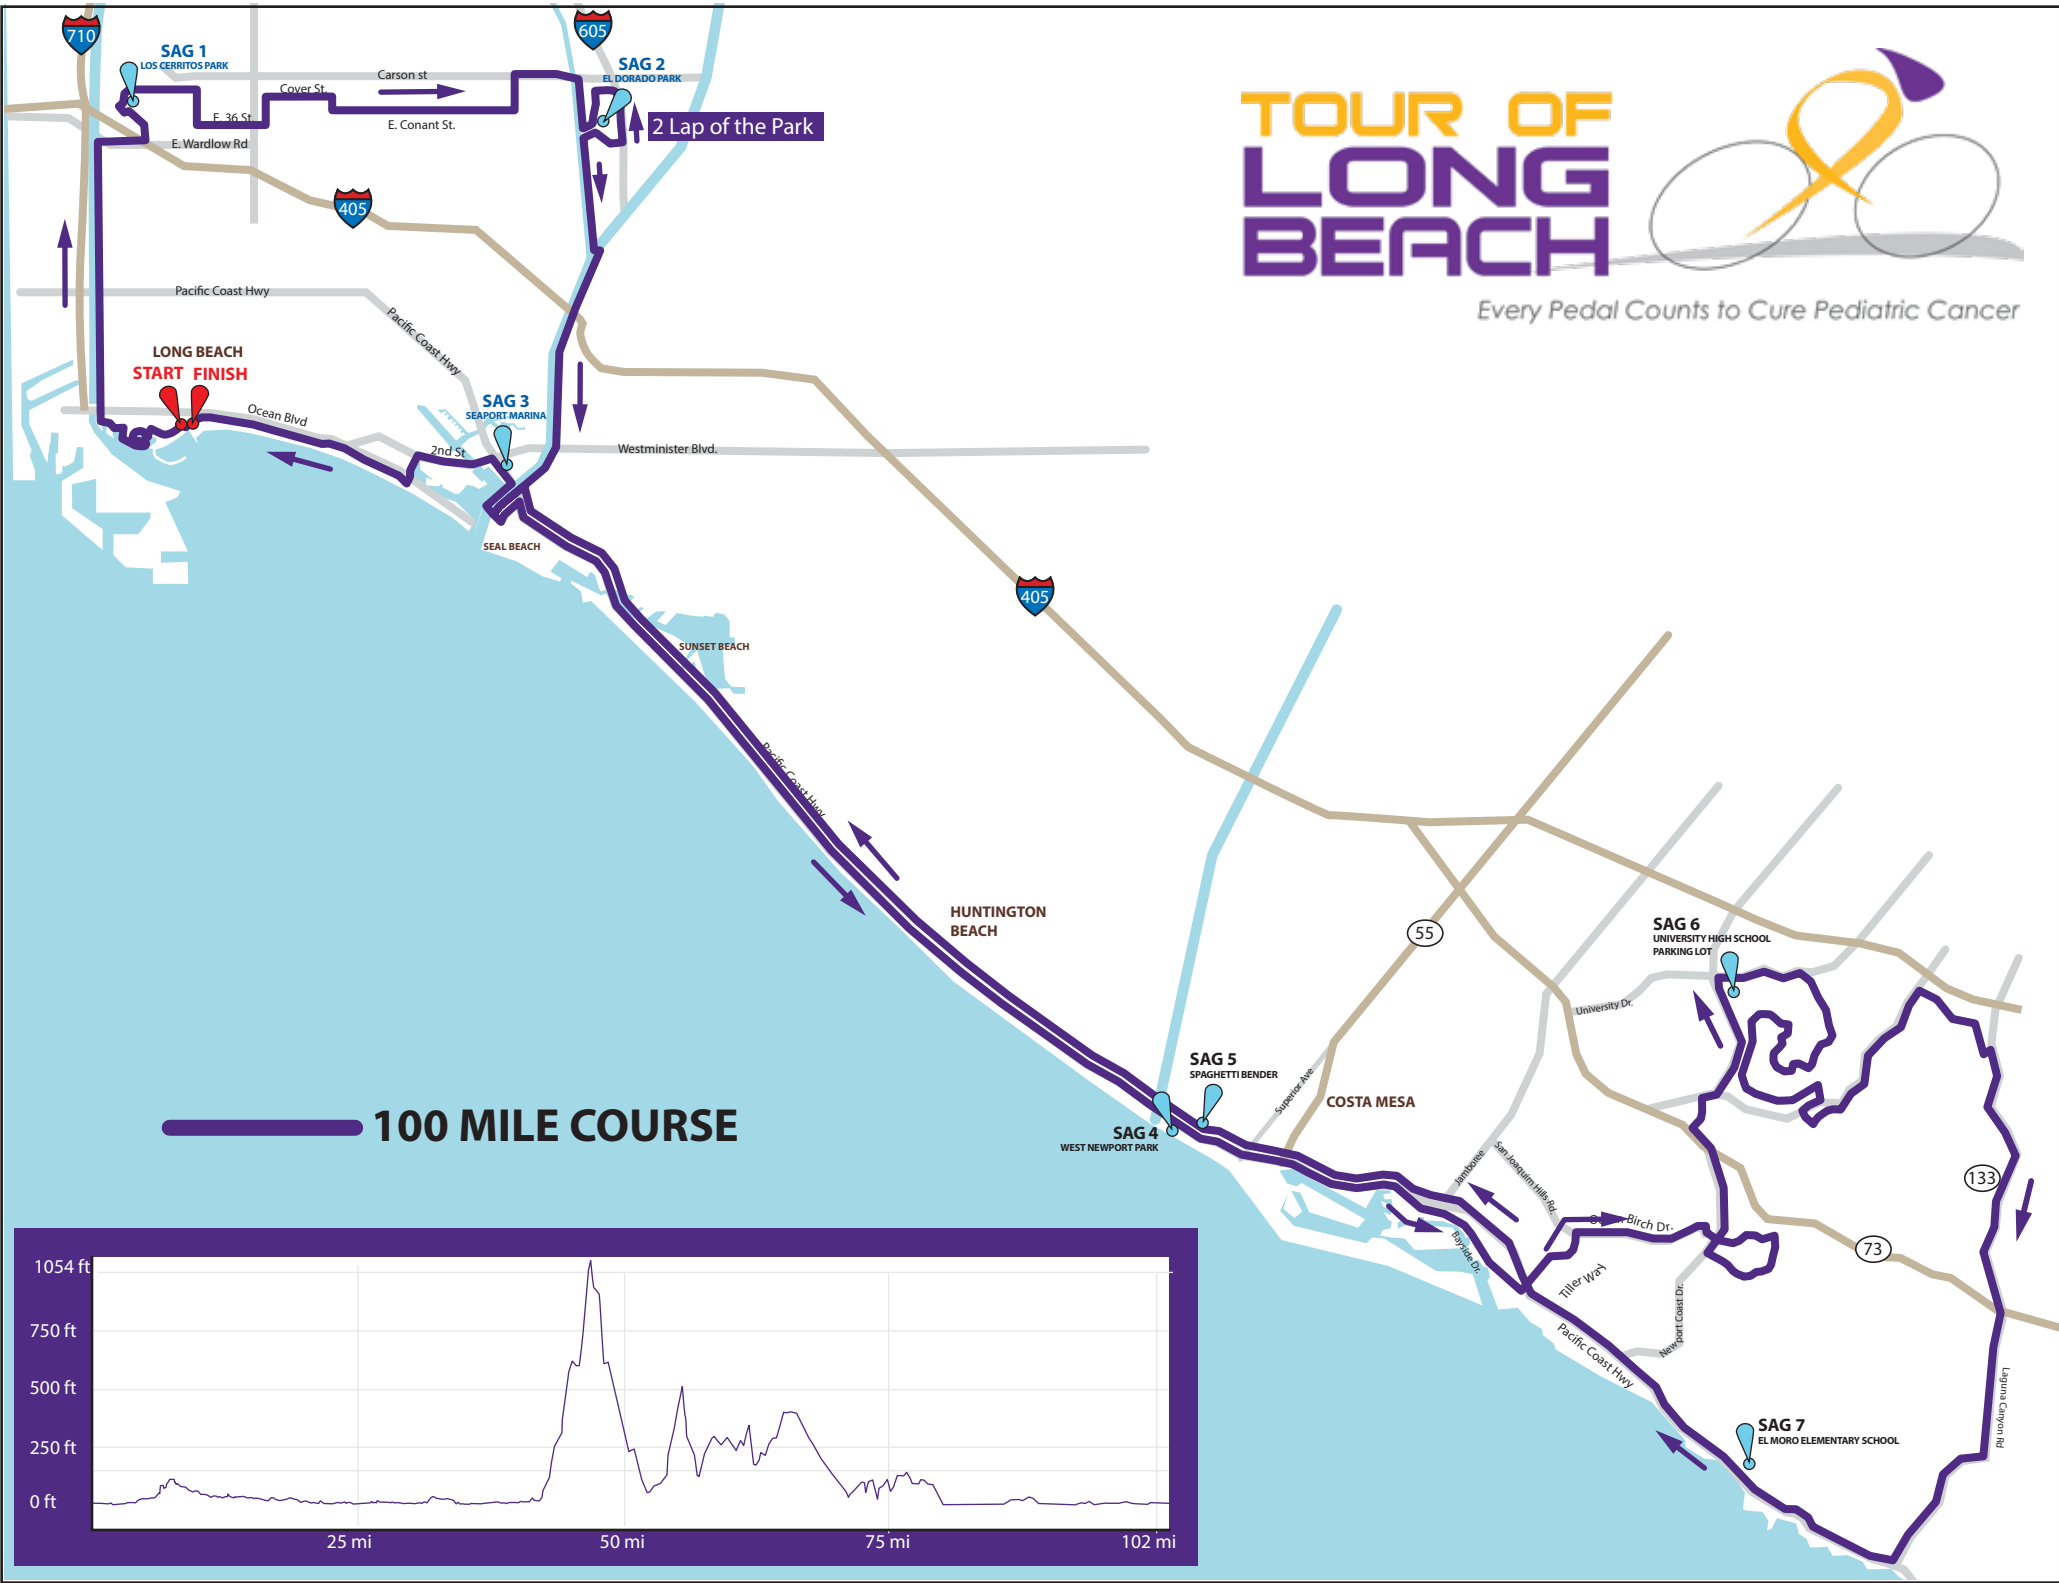 710
605
SAG 1
LOS CERRITOS PARK
SAG 2
EL DORADO PARK
Carson st
Cover St.
E. 36 St.
E. Conant St.
2 Lap of the Park
E. Wardlow Rd
405
TOUR OF
LONG
BEACH
Every Pedal Counts to Cure Pediatric Cancer
Pacific Coast Hwy
Pacific Coast Hwy
LONG BEACH
START FINISH
Ocean Blvd
SAG 3
SEAPORT MARINA
2nd St
Westminister Blvd.
SEAL BEACH
405
SUNSET BEACH
Pacific Coast Hwy
HUNTINGTON
BEACH
55
SAG 6
UNIVERSITY HIGH SCHOOL
PARKING LOT
University Dr.
SAG 5
SPAGHETTI BENDER
Superior Ave
COSTA MESA
SAG 4
WEST NEWPORT PARK
100 MILE COURSE
Jamboree
San Joaquim Hills Rd.
133
Birch Dr.
Bayside Dr.
73
Tiller Way
Newport Coast Dr.
Pacific Coast Hwy
Laguna Canyon Rd
SAG 7
EL MORO ELEMENTARY SCHOOL
1054 ft
750 ft
500 ft
250 ft
0 ft
25 mi
50 mi
75 mi
102 mi